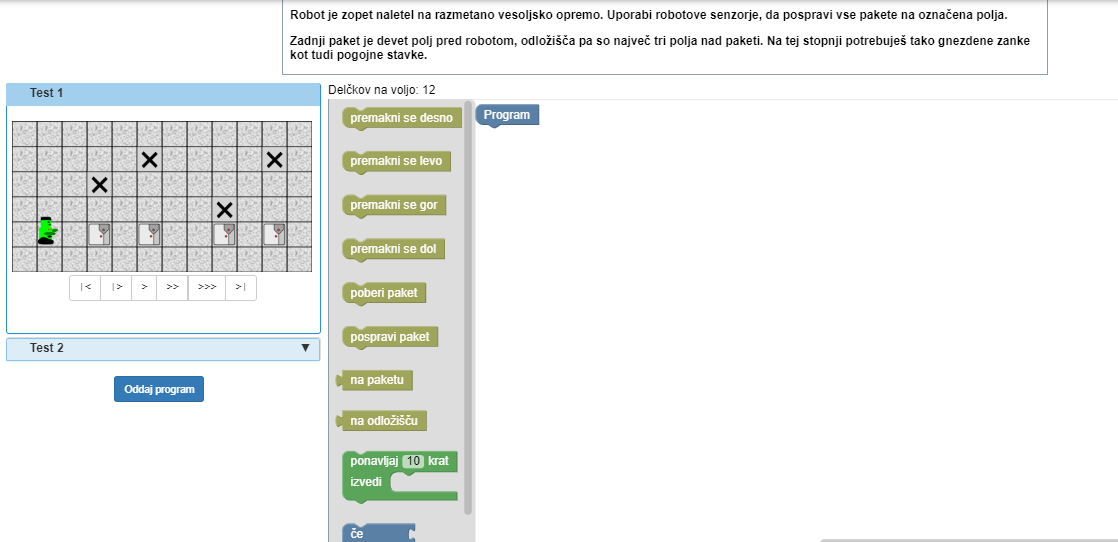 Robot je zopet naletel na razmetano vesoljsko opremo. Uporabi robotove senzorje, da pospravi vse pakete na označena polja.
Zadnji paket je devet polj pred robotom, odložišča pa so največ tri polja nad paketi. Na tej stopnji potrebuješ tako gnezdene zanke
kot tudi pogojne stavke.
Test 1
|<
|>
>
>>
>>>
>|
Test 2
▼
Oddaj program
Delčkov na voljo: 12
premakni se desno
premakni se levo
premakni se gor
premakni se dol
poberi paket
pospravi paket
na paketu
na odložišču
ponavljaj 10 krat
izvedi
če
Program